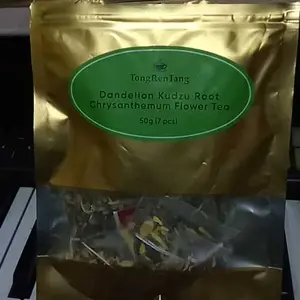 TongRenTang
Dandelion Kudzu Root
Chrysanthemum Flower Tea
50g (7 pcs)